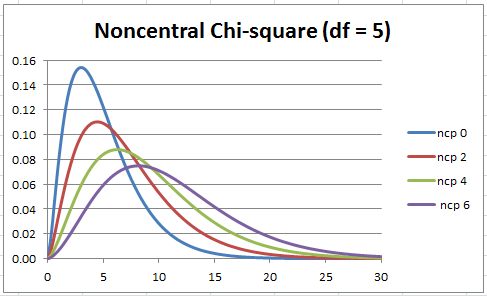 Noncentral Chi-square (df = 5)
0.16
0.14
0.12
0.10
0.08
0.06
0.04
0.02
0.00
0 5 10 15 20 25 30
ncp 0
ncp 2
ncp 4
ncp 6